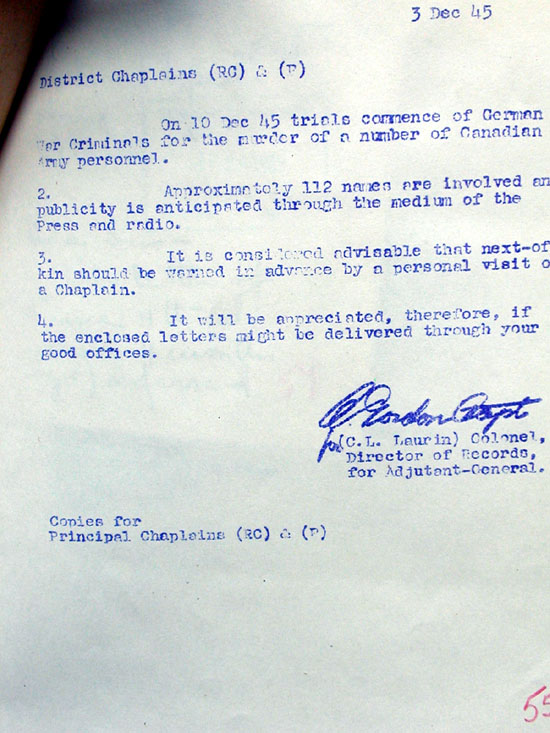 3 Dec 45
District Chaplains (RC) & (P)
On 10 Dec 45 trials commence of German
War Criminals for the murder of a number of Canadian
Army personnel.
2. Approximately 112 names are involved an
publicity is anticipated through the medium of the
Press and radio.
3. It is considered advisable that next-of
kin should be warned in advance by a personal visit o
a Chaplain.
4. It will be appreciated, therefore, if
the enclosed letters might be delivered through your
good offices.
for (C.L. Laurin) Colonel,
Director of Records,
for Adjutant-General.
Copies for
Principal Chaplains (RC) & (P)
55